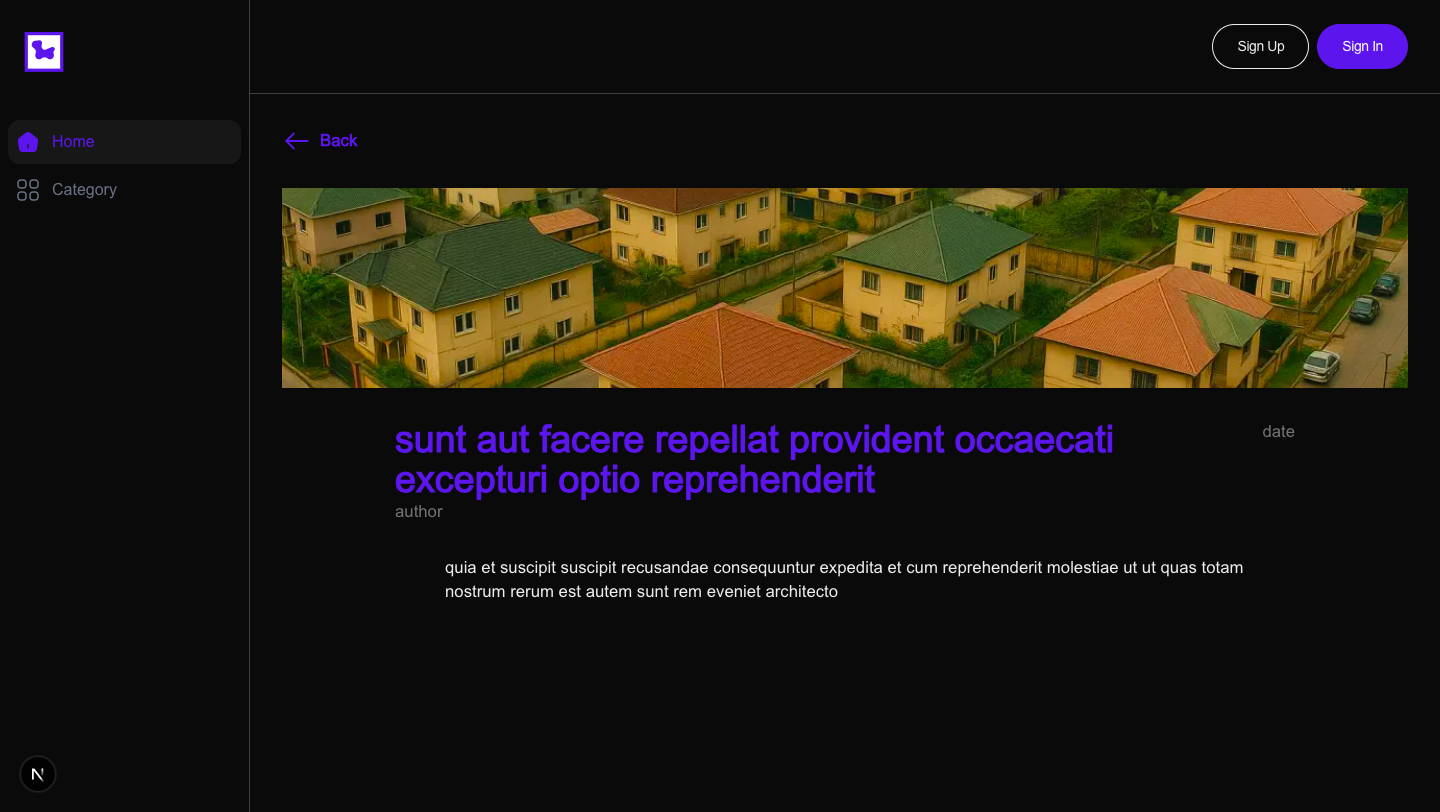 Sign Up
Sign In
Home
Category
Back
sunt aut facere repellat provident occaecati
excepturi optio reprehenderit
date
author
quia et suscipit suscipit recusandae consequuntur expedita et cum reprehenderit molestiae ut ut quas totam
nostrum rerum est autem sunt rem eveniet architecto
N